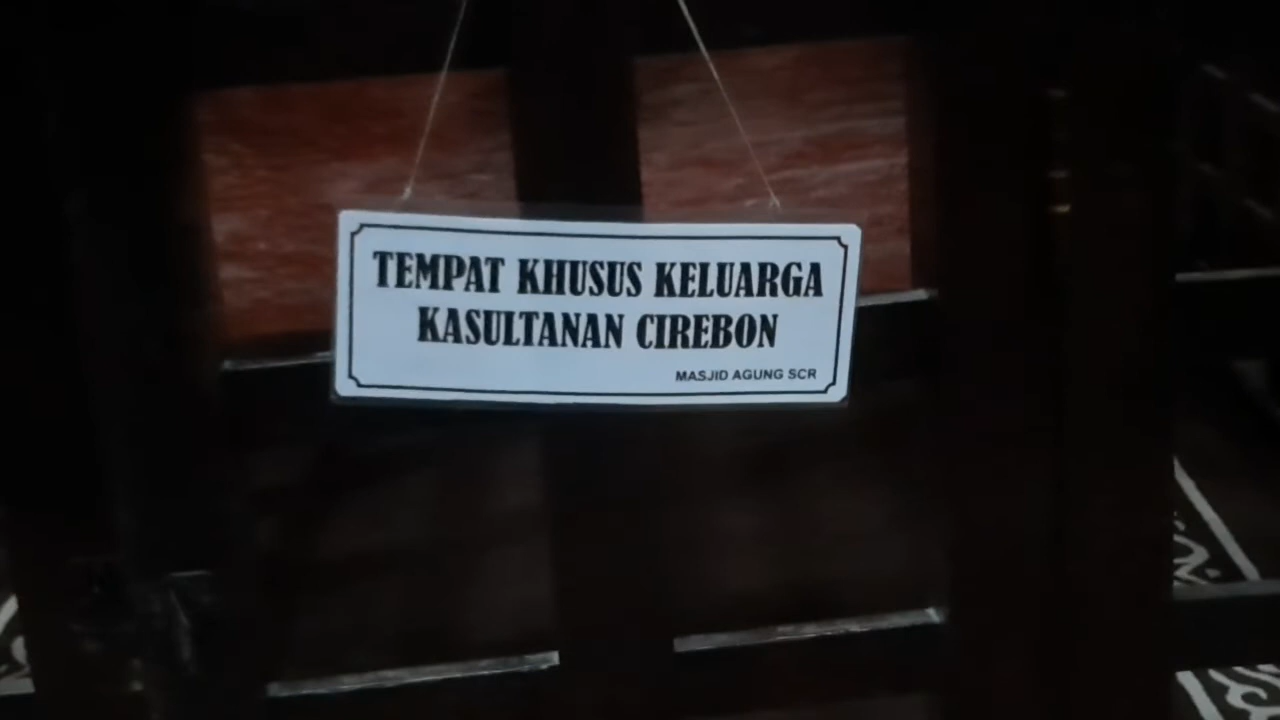 TEMPAT KHUSUS KELUARGA
KASULTANAN CIREBON
MASJID AGUNG SCR